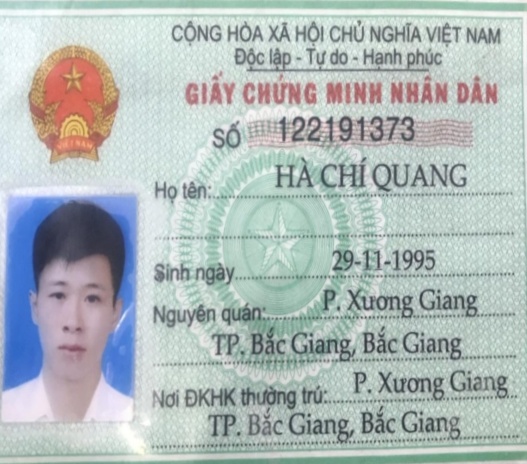 CỘNG HÒA XÃ HỘI CHỦ NGHĨA VIỆT NAM
Độc lập - Tự do - Hạnh phúc
GIẤY CHỨNG MINH NHÂN DÂN
SỐ 122191373
Họ tên: HÀ CHÍ QUANG
Sinh ngày 29-11-1995
Nguyên quán: P. Xương Giang
TP. Bắc Giang, Bắc Giang
Nơi ĐKHK thường trú: P. Xương Giang
TP. Bắc Giang, Bắc Giang
VIỆT NAM